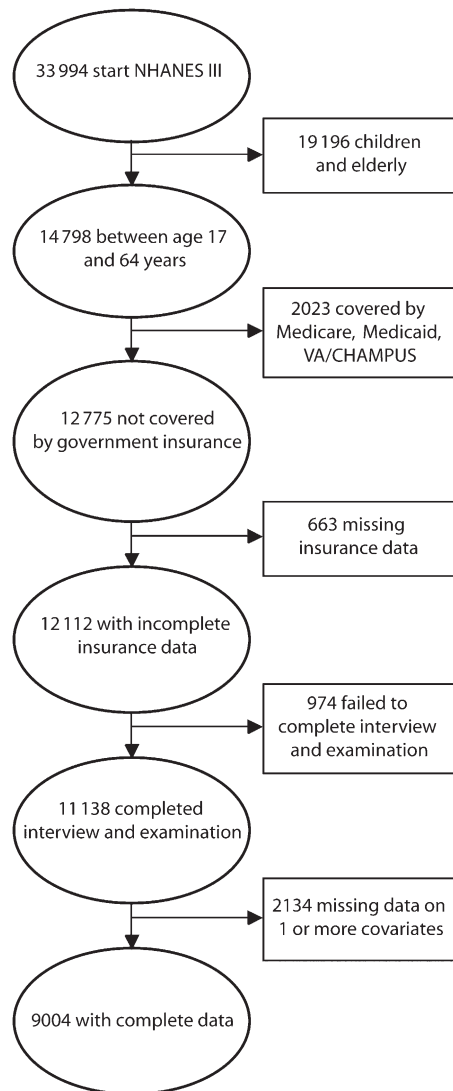 33 994 start NHANES III
19 196 children
and elderly
14 798 between age 17
and 64 years
2023 covered by
Medicare, Medicaid,
VA/CHAMPUS
12 775 not covered
by government insurance
663 missing
insurance data
12 112 with incomplete
insurance data
974 failed to
complete interview
and examination
11 138 completed
interview and examination
2134 missing data on
1 or more covariates
9004 with complete data